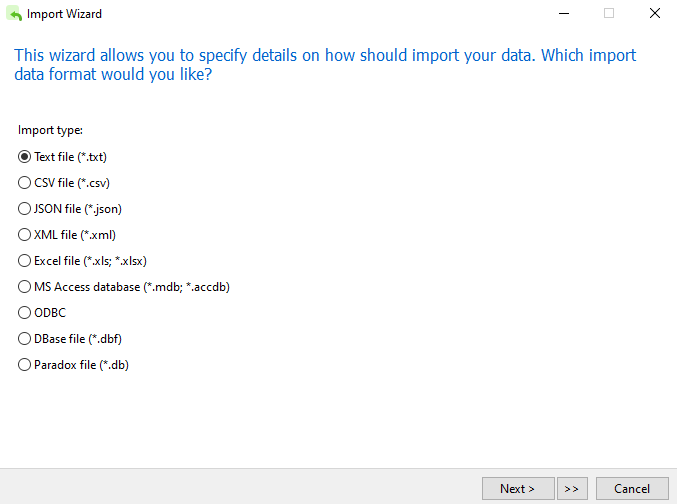 Import Wizard
This wizard allows you to specify details on how should import your data. Which import
data format would you like?
Import type:
Text file (*.txt)
CSV file (*.csv)
JSON file (*.json)
XML file (*.xml)
Excel file (*.xls; *.xlsx)
MS Access database (*.mdb; *.accdb)
ODBC
DBase file (*.dbf)
Paradox file (*.db)
Next > >> Cancel